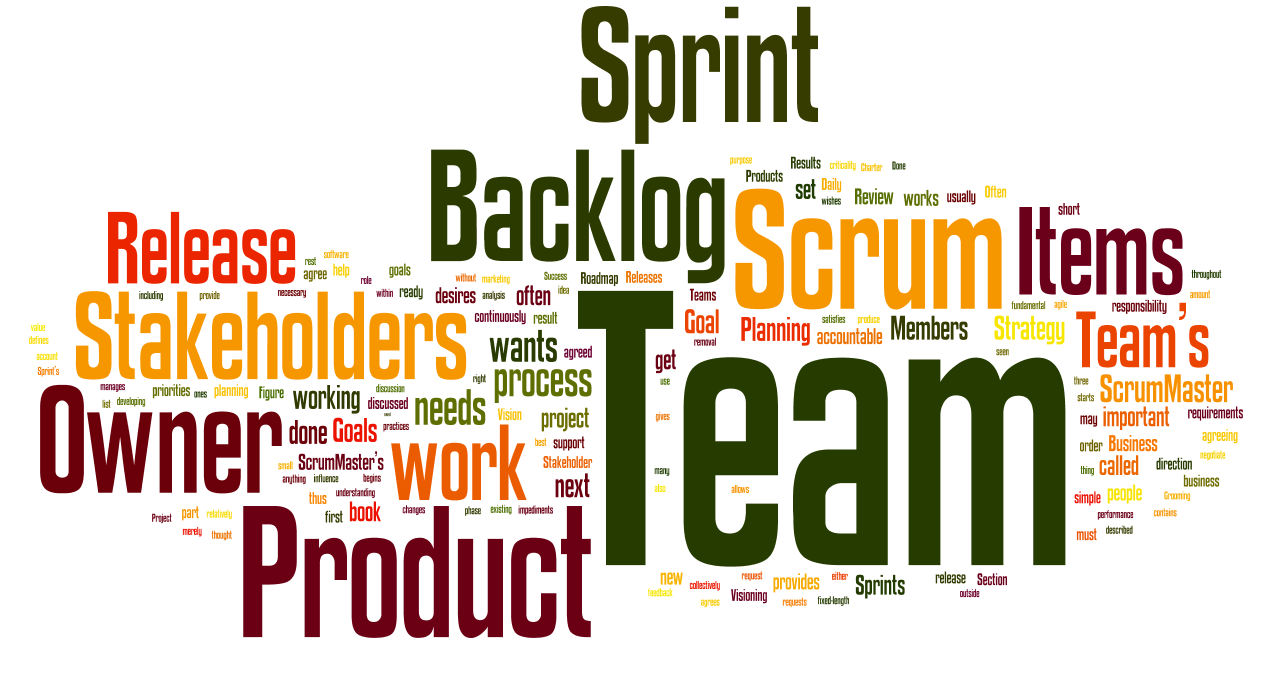 Sprint
Backlog
purpose
Results
criticality
Charter
Done
Products
set
Daily
wishes
Review
works
usually
Often
Scrum
Items
short
throughout
amount
Release
rest
software
agree
help
role
goals
including
provide
necessary
within
ready
desires
without
marketing
analysis
often
Success
idea
Roadmap
Releases
Teams
fundamental
agile
responsibility
Stakeholders
continuously
result
Goal
removal
Planning
satisfies
produce
accountable
Members
Strategy
seen
Team's
value
defines
account
Sprint's
wants
agreed
get
use
Team
three
starts
ScrumMaster
manages
list
developing
priorities
ones
planning
Figure
working
discussion
discussed
practices
right
process
needs
Vision
project
gives
may
important
requirements
Owner
done
Goals
work
best
support
Stakeholder
order
Business
agreeing
negotiate
small
ScrumMaster's
anything
influence
begins
understanding
next
many
allows
thing
called
direction
business
thus
first
book
changes
phase
existing
impediments
simple
people
Grooming
contains
performance
described
must
Project
part
relatively
merely
thought
Product
new
feedback
collectively
agrees
request
Visioning
provides
requests
either
fixed-length
Sprints
release
Section
outside